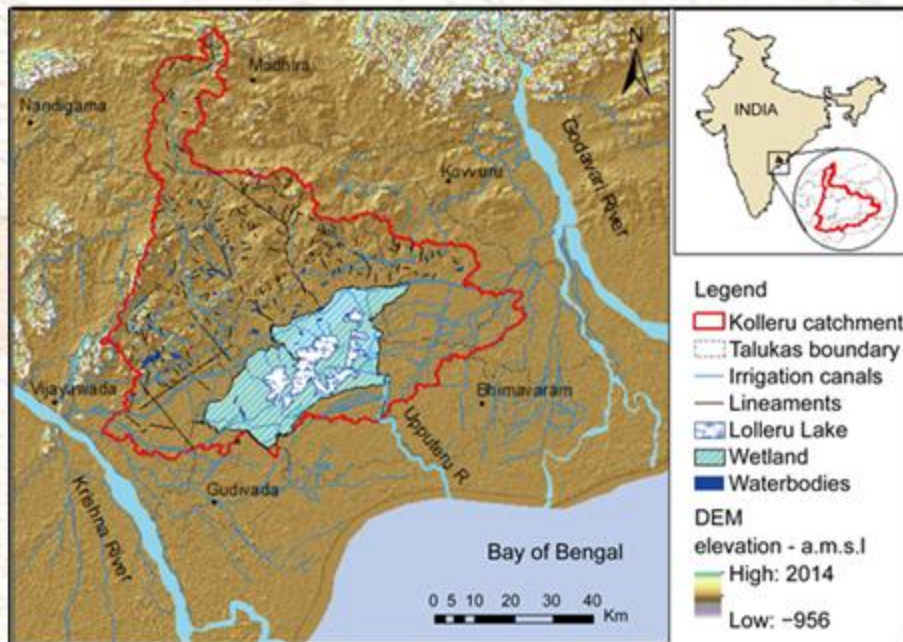 Madhira
Nandigama
Kovvuru
Godavari River
Vijayuwada
Bhimavaram
Upputeru R.
Gudivada
Krishna River
Bay of Bengal
0 5 10 20 30 40
Km
N
INDIA
Legend
Kolleru catchment
Talukas boundary
Irrigation canals
Lineaments
Lolleru Lake
Wetland
Waterbodies
DEM
elevation - a.m.s.l
High: 2014
Low: −956